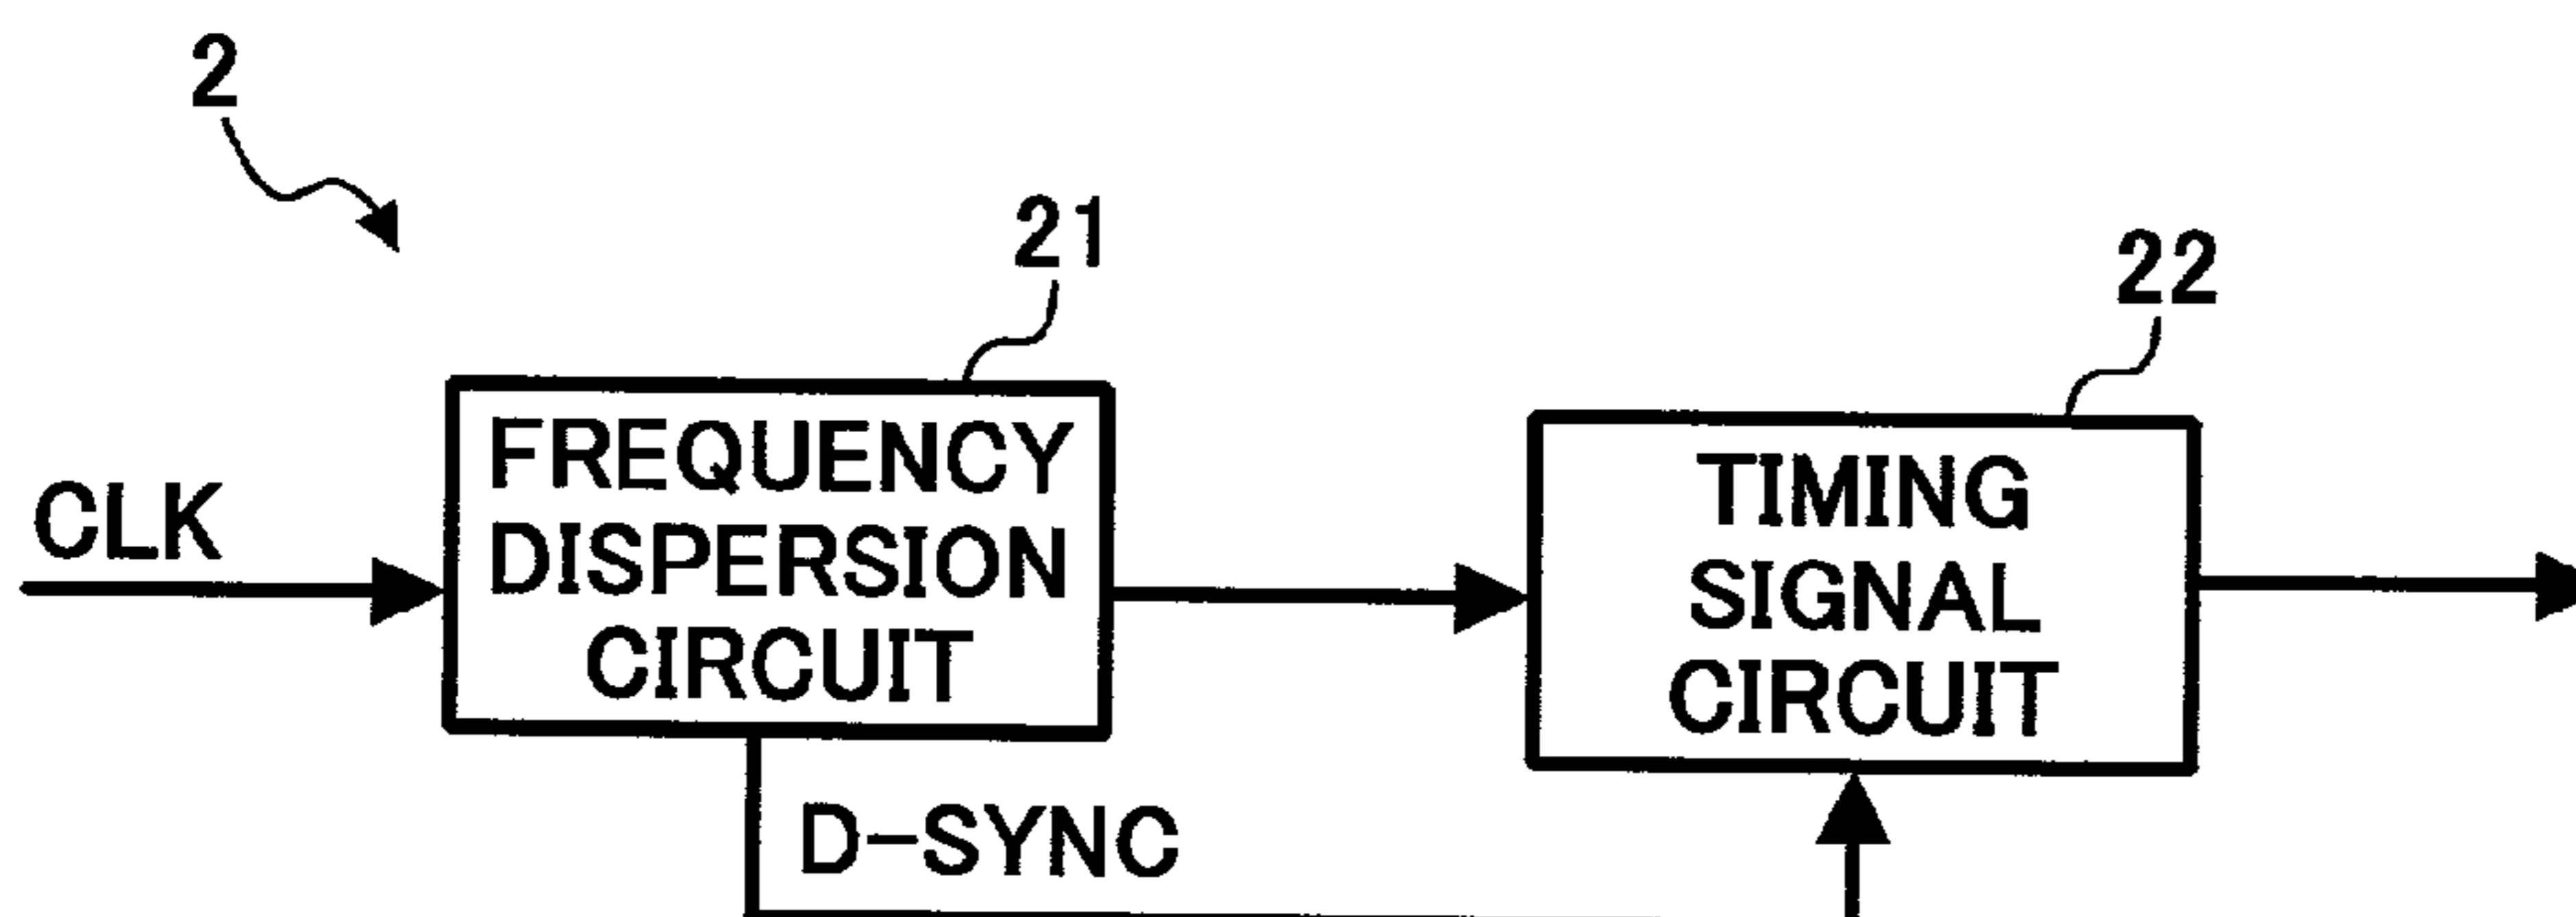 2
21
22
CLK
FREQUENCY
DISPERSION
CIRCUIT
TIMING
SIGNAL
CIRCUIT
D-SYNC